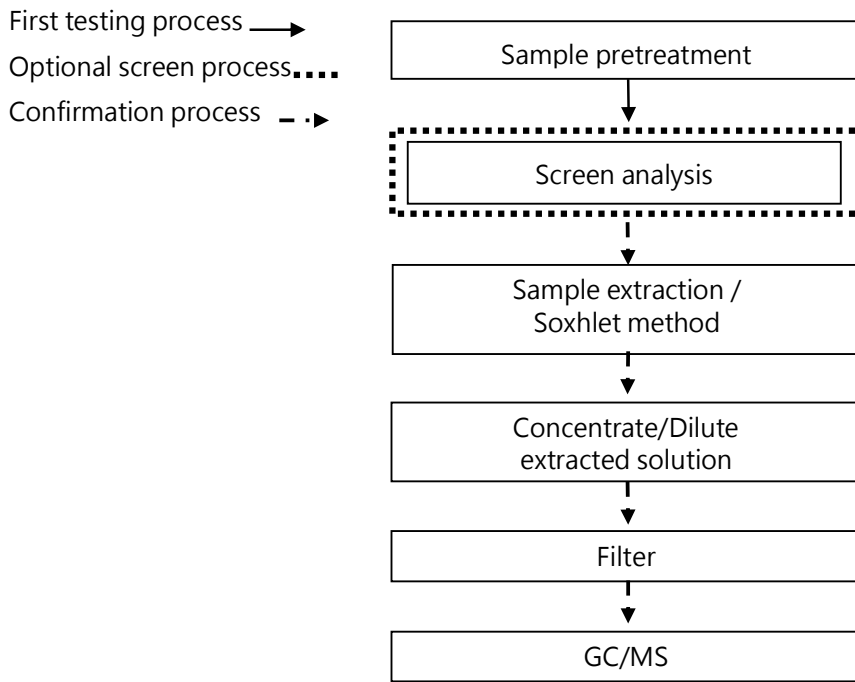 First testing process
Optional screen process
Confirmation process
Sample pretreatment
Screen analysis
Sample extraction /
Soxhlet method
Concentrate/Dilute
extracted solution
Filter
GC/MS